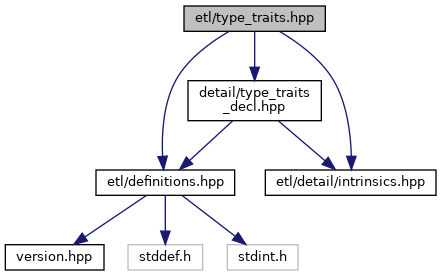 etl/type_traits.hpp
detail/type_traits
_decl.hpp
etl/definitions.hpp
etl/detail/intrinsics.hpp
version.hpp
stddef.h
stdint.h